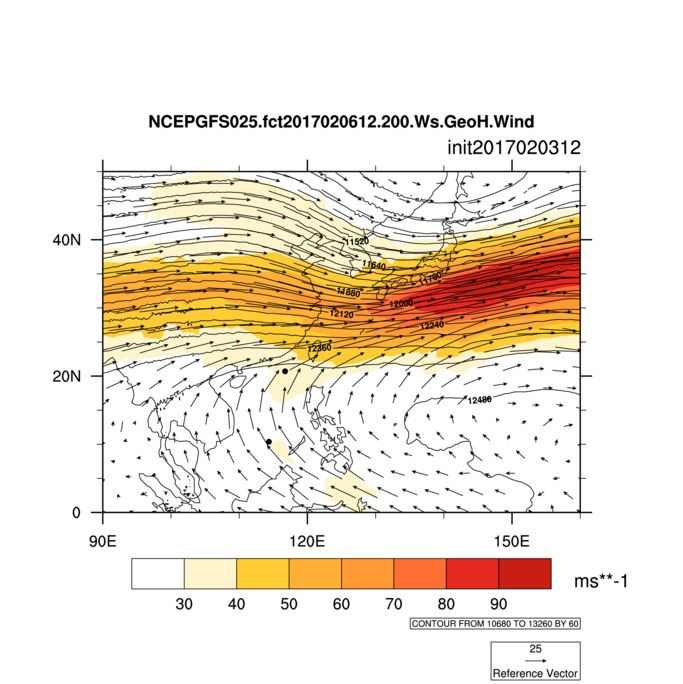 NCEPGFS025.fct2017020612.200.Ws.GeoH.Wind
init2017020312
40N
20N
0
11520
11640
11760
11880
12000
12120
12240
12360
12480
90E 120E 150E
30 40 50 60 70 80 90
ms**-1
CONTOUR FROM 10680 TO 13260 BY 60
25
Reference Vector